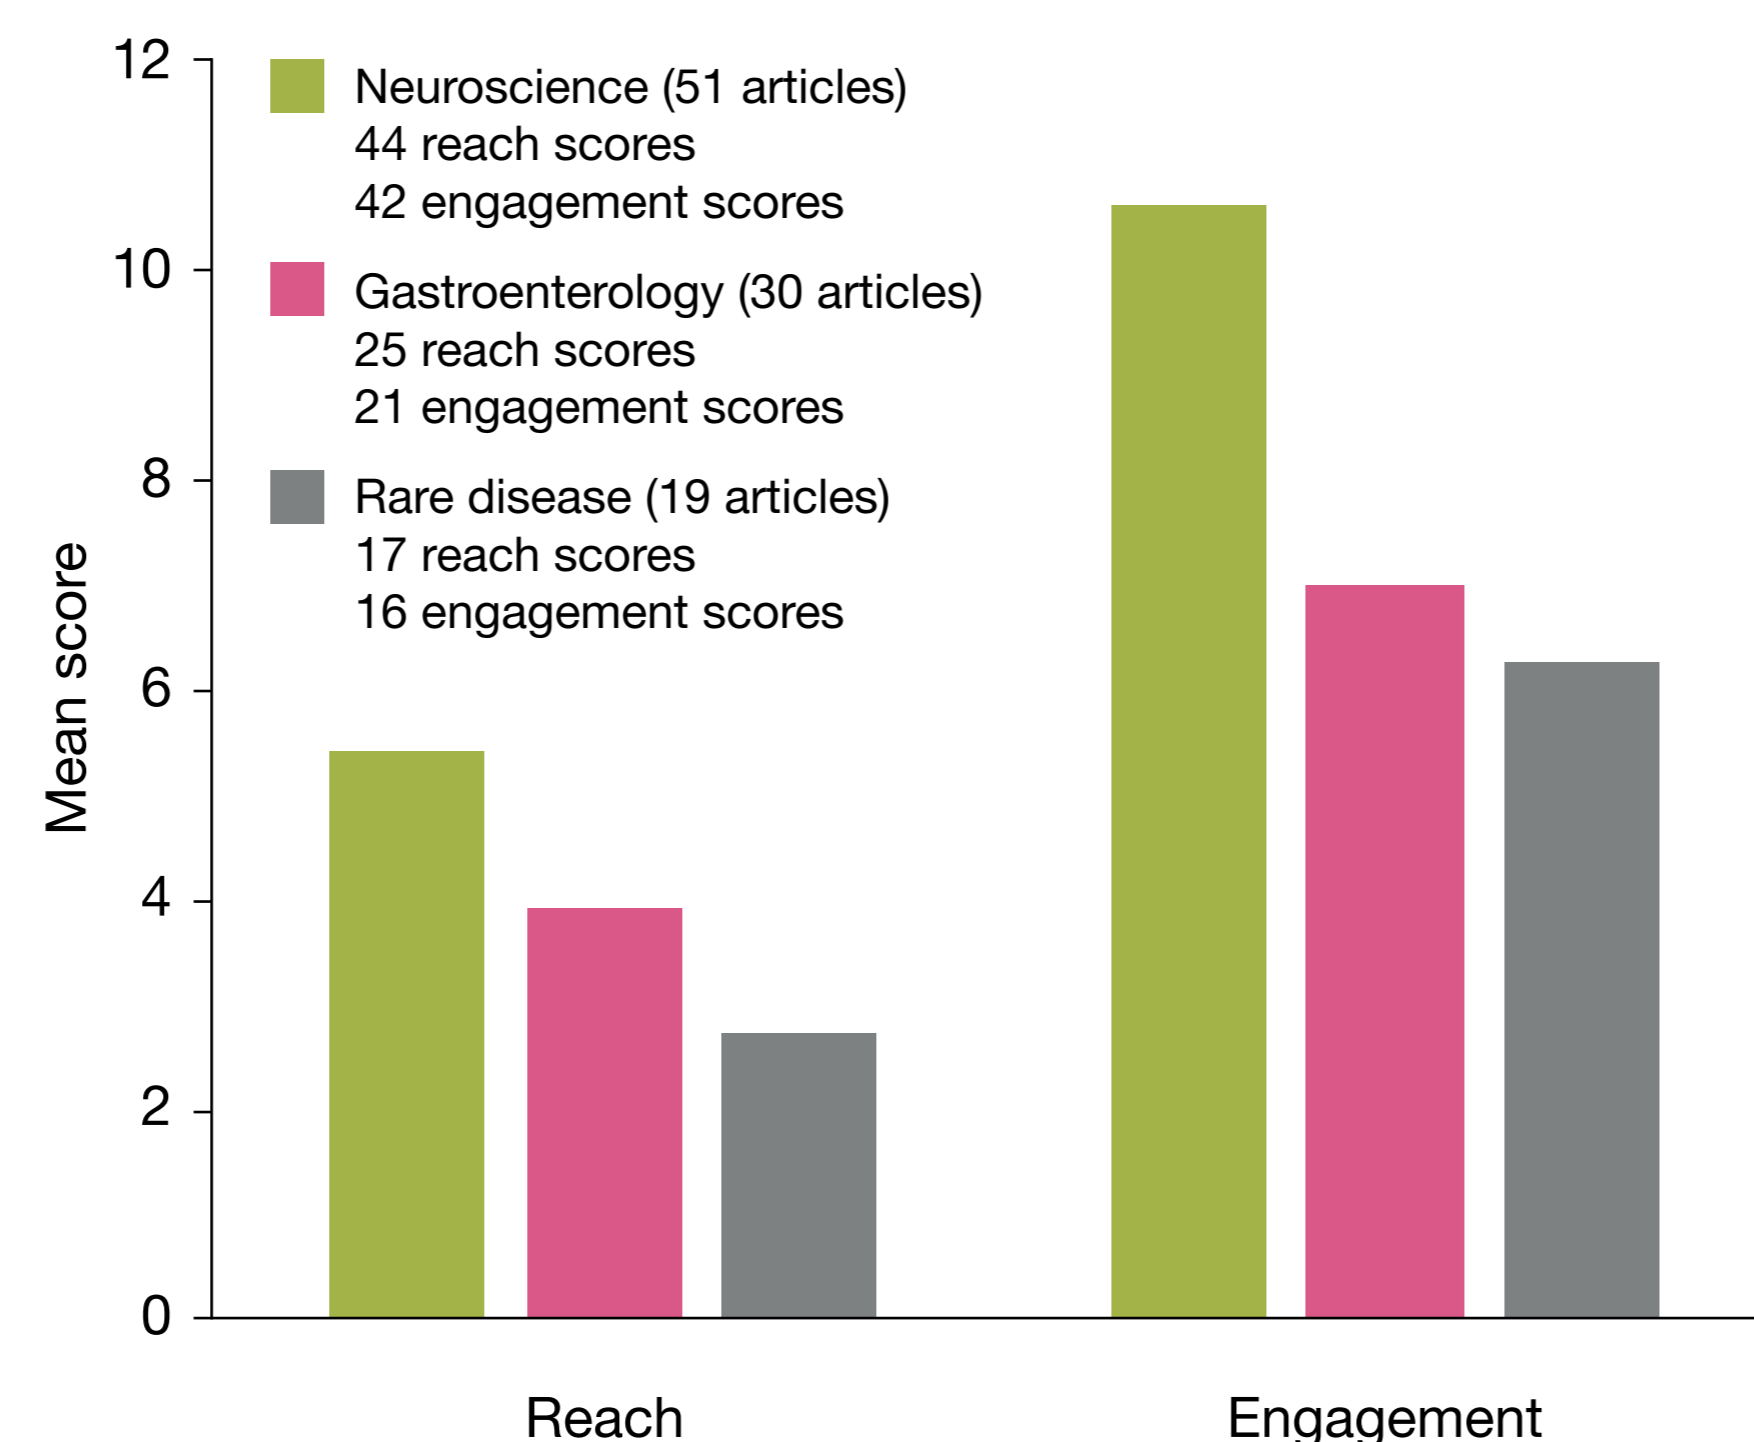 12
10
8
6
4
2
0
Mean score
Neuroscience (51 articles)
44 reach scores
42 engagement scores
Gastroenterology (30 articles)
25 reach scores
21 engagement scores
Rare disease (19 articles)
17 reach scores
16 engagement scores
Reach
Engagement